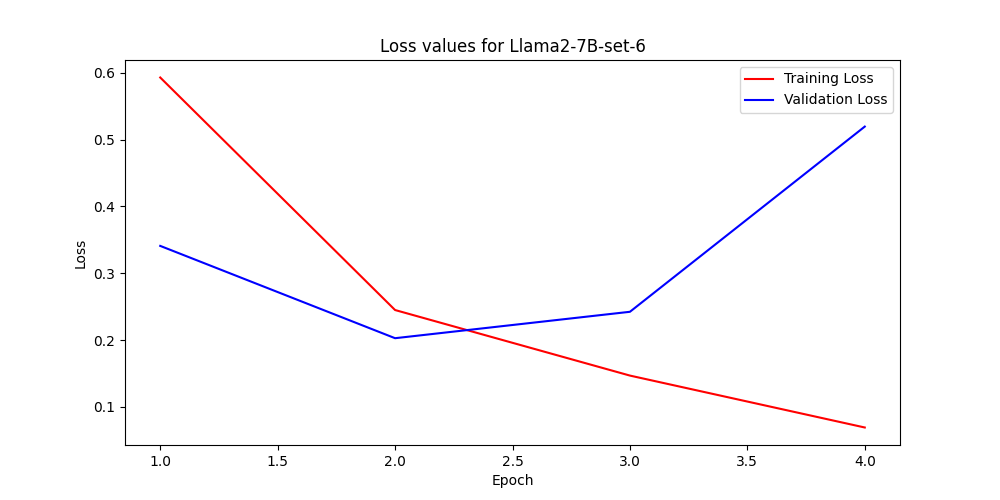 Loss values for Llama2-7B-set-6
Training Loss
Validation Loss
0.6
0.5
0.4
0.3
0.2
0.1
Loss
1.0 1.5 2.0 2.5 3.0 3.5 4.0
Epoch